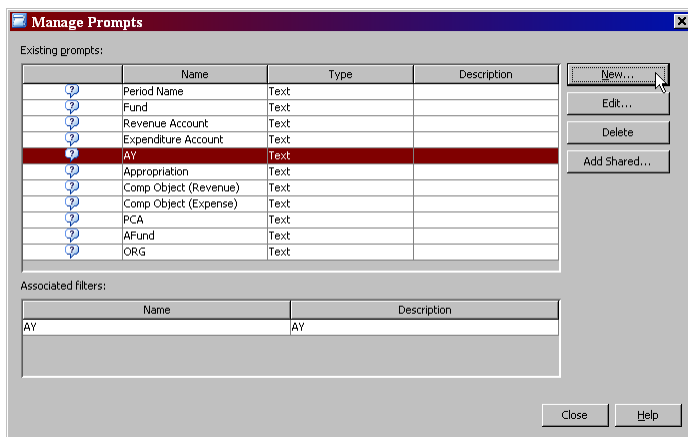 Manage Prompts
Existing prompts:
Name Type Description
Period Name Text
Fund Text
Revenue Account Text
Expenditure Account Text
AY Text
Appropriation Text
Comp Object (Revenue) Text
Comp Object (Expense) Text
PCA Text
AFund Text
ORG Text
New...
Edit...
Delete
Add Shared...
Associated filters:
Name Description
AY AY
Close Help